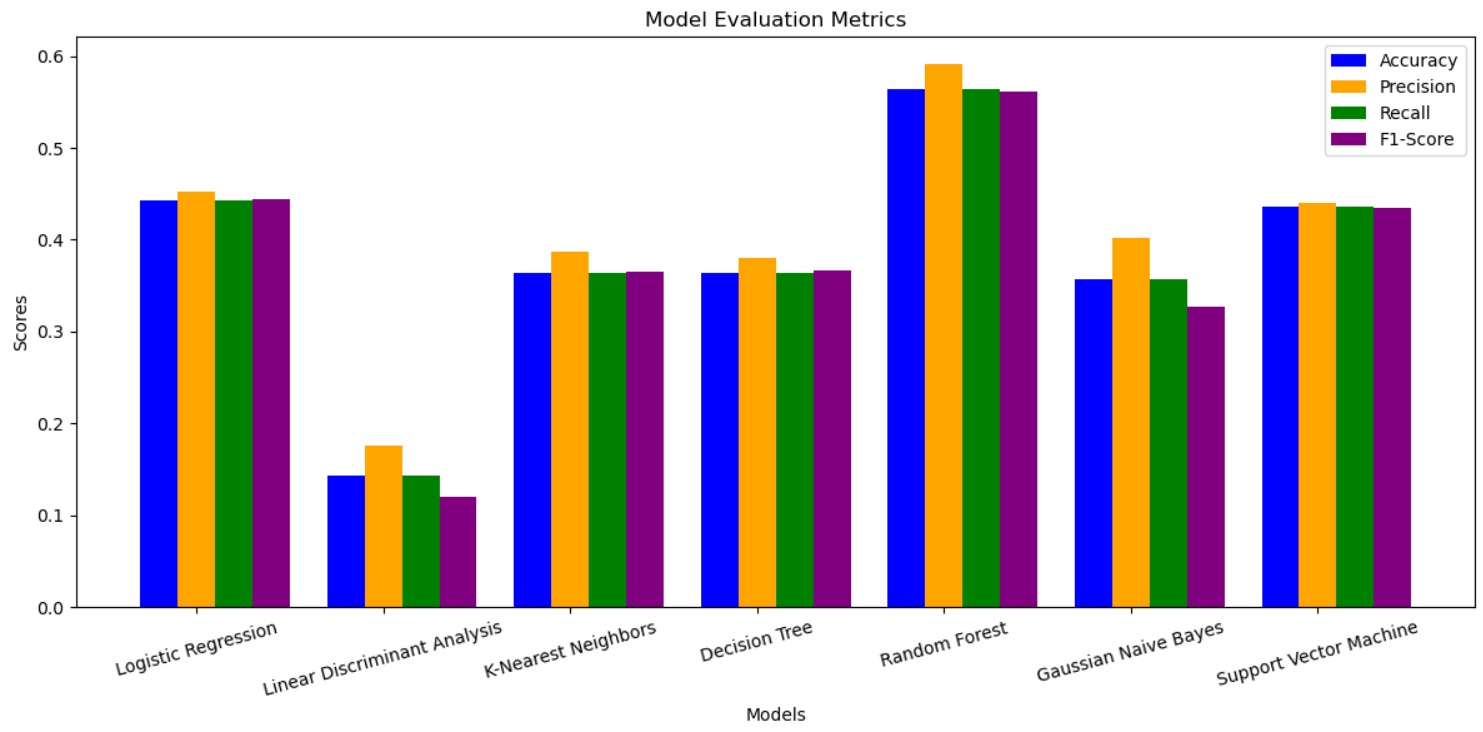 Model Evaluation Metrics
Accuracy
Precision
Recall
F1-Score
Scores
0.6
0.5
0.4
0.3
0.2
0.1
0.0
Logistic Regression
Linear Discriminant Analysis
K-Nearest Neighbors
Decision Tree
Random Forest
Gaussian Naive Bayes
Support Vector Machine
Models